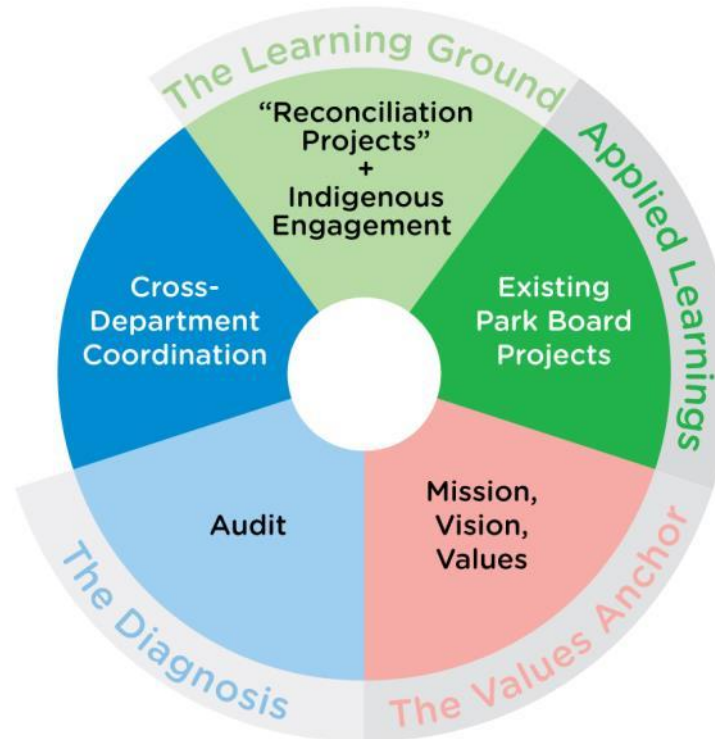 The Learning Ground
“Reconciliation
Projects”
+
Indigenous
Engagement
Applied Learnings
Existing
Park Board
Projects
The Values Anchor
Mission,
Vision,
Values
The Diagnosis
Audit
Cross-
Department
Coordination